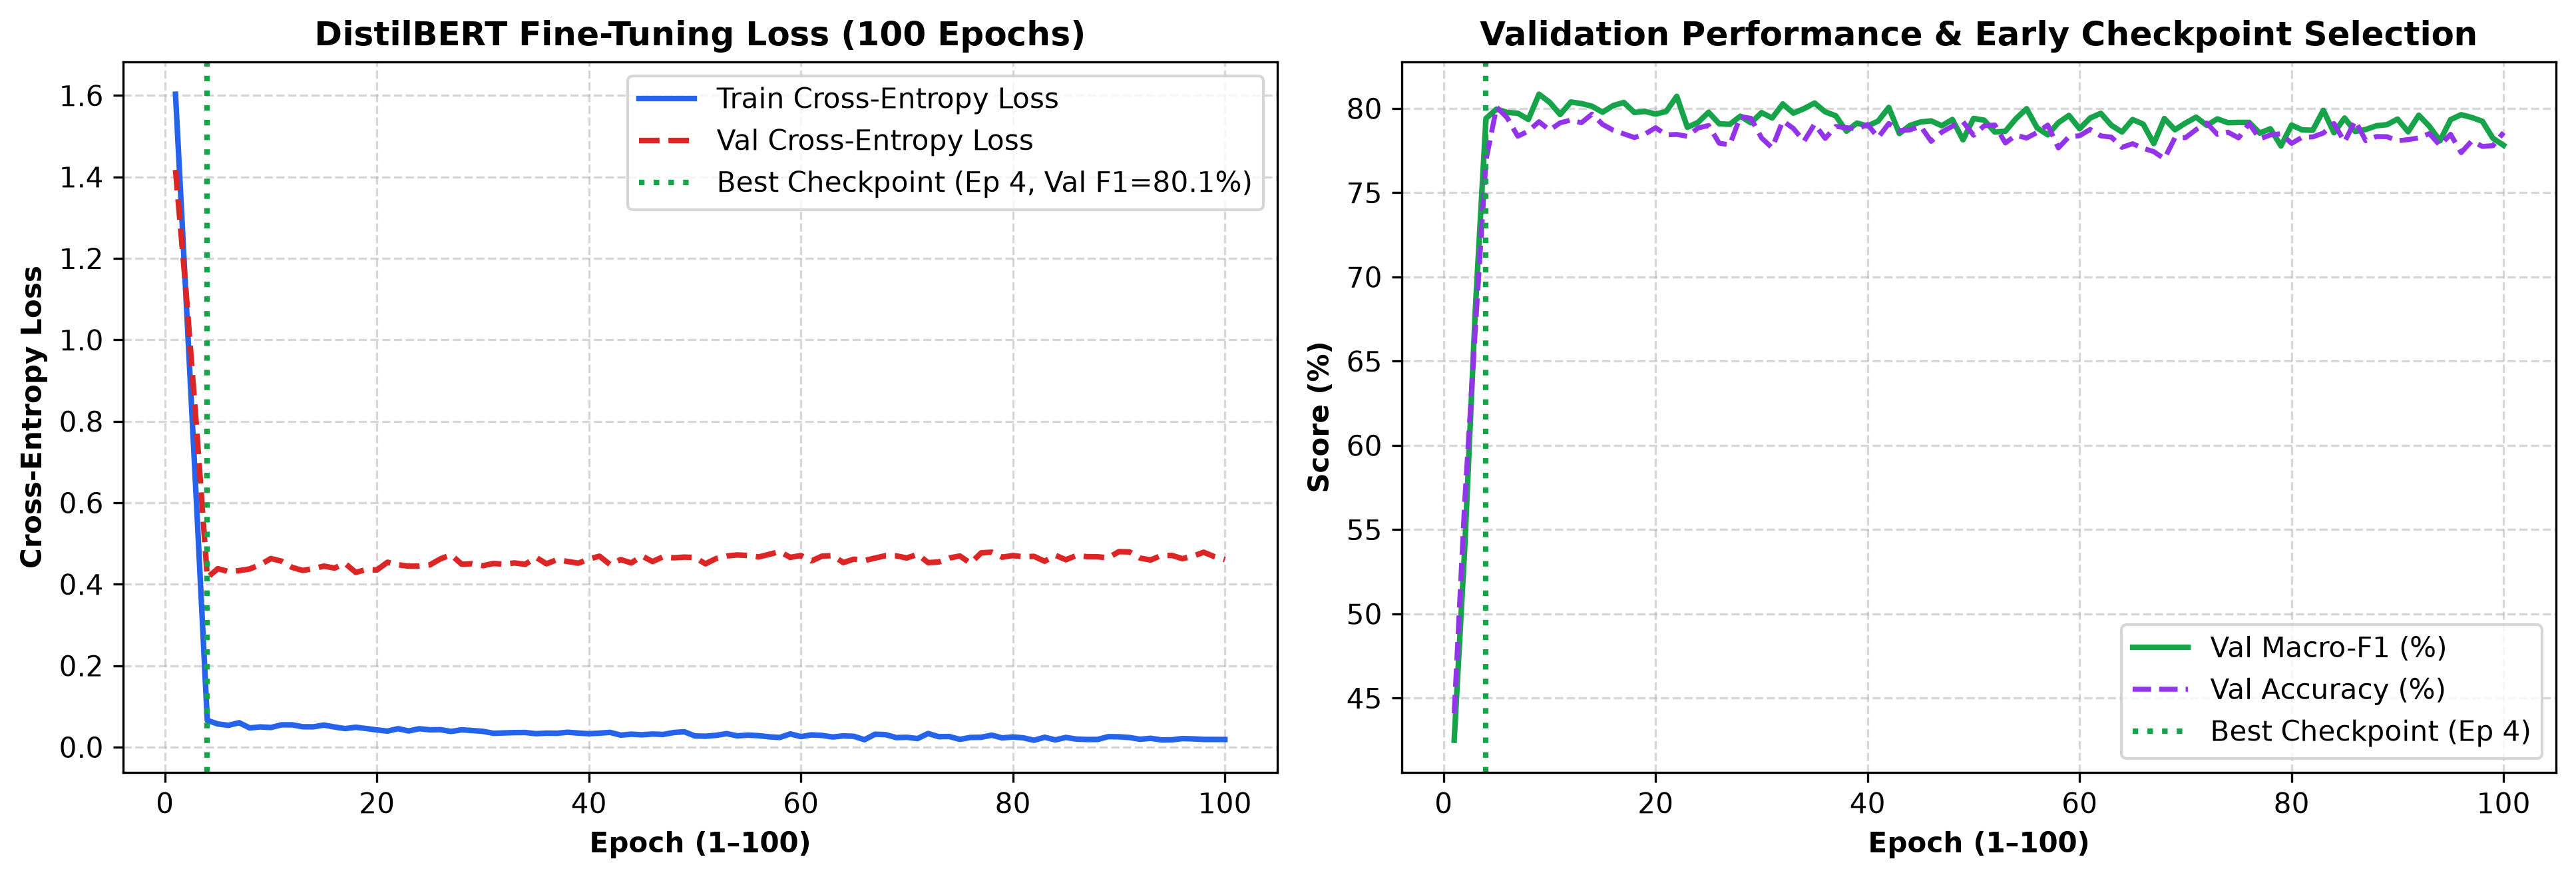 DistilBERT Fine-Tuning Loss (100 Epochs)
Cross-Entropy Loss
1.6
1.4
1.2
1.0
0.8
0.6
0.4
0.2
0.0
Train Cross-Entropy Loss
Val Cross-Entropy Loss
Best Checkpoint (Ep 4, Val F1=80.1%)
0 20 40 60 80 100
Epoch (1–100)
Validation Performance & Early Checkpoint Selection
Score (%)
80
75
70
65
60
55
50
45
Val Macro-F1 (%)
Val Accuracy (%)
Best Checkpoint (Ep 4)
0 20 40 60 80 100
Epoch (1–100)